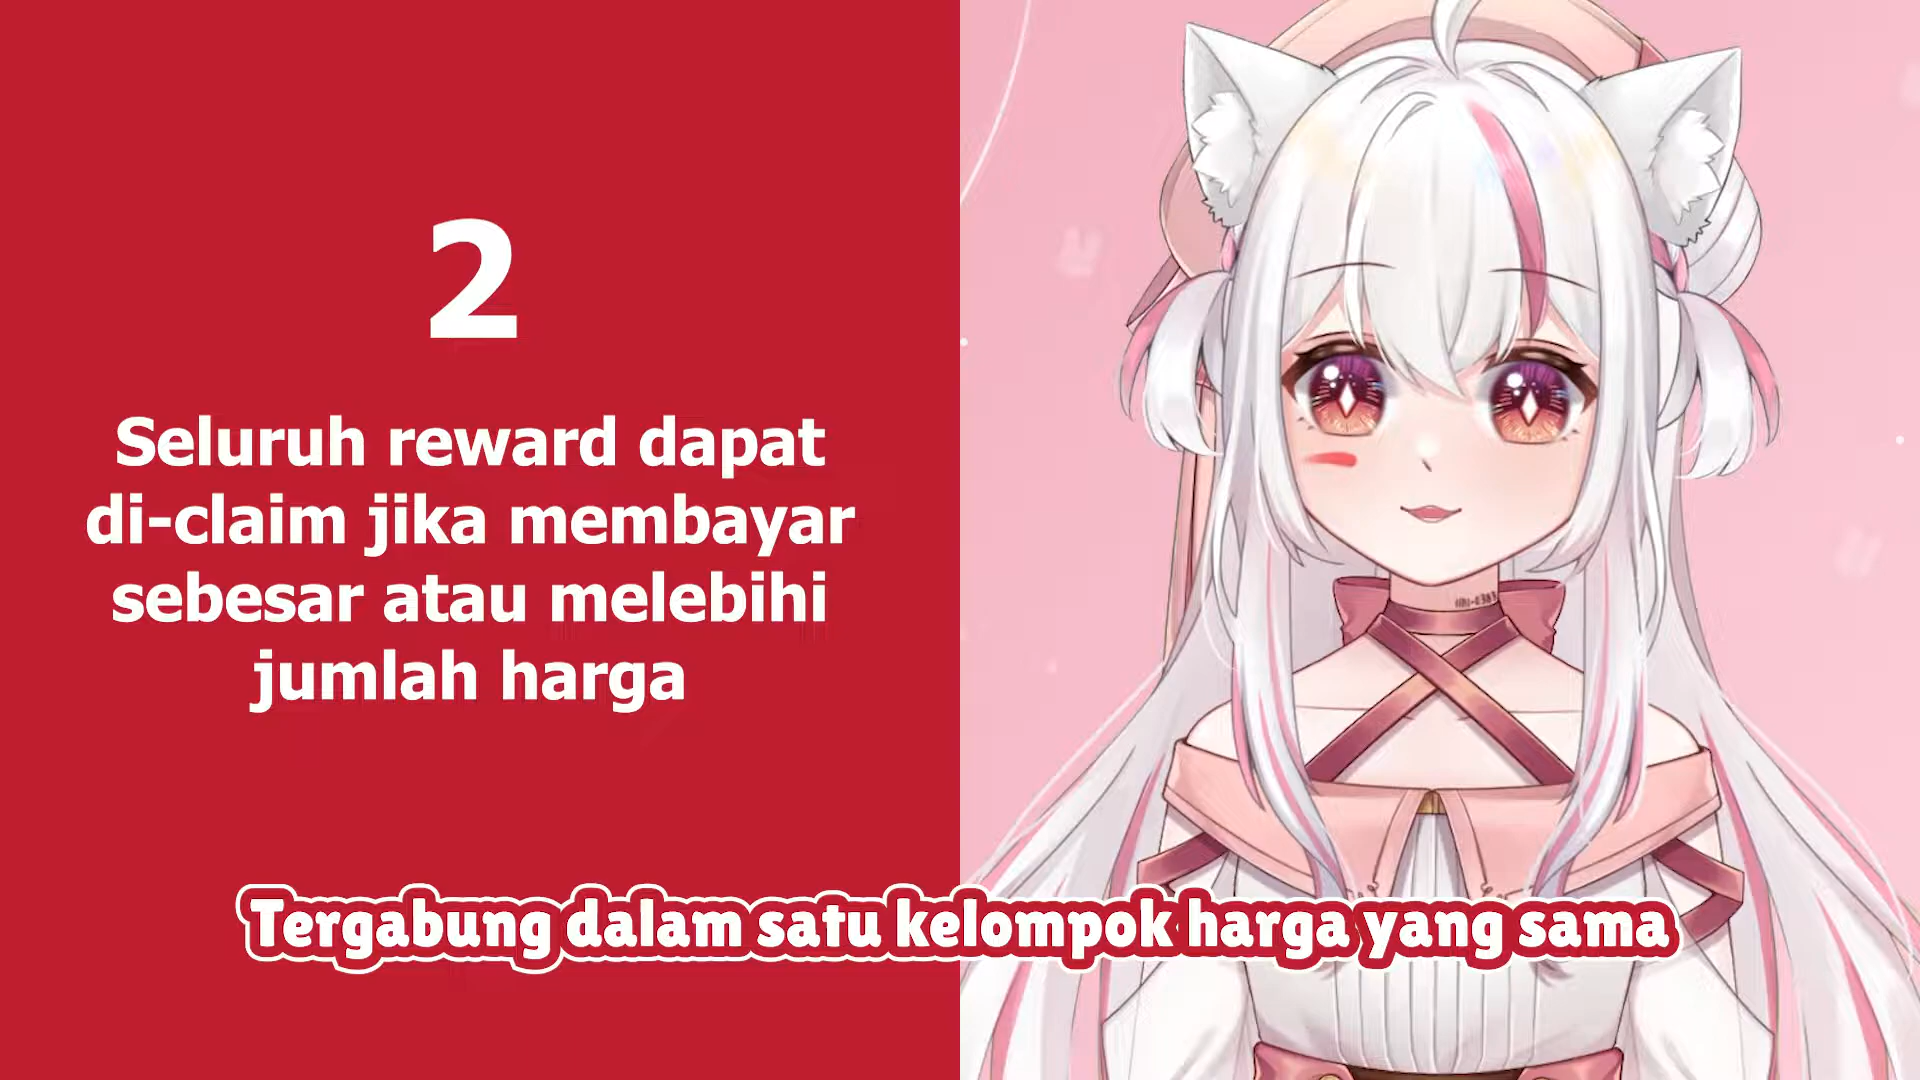 2
Seluruh reward dapat
di-claim jika membayar
sebesar atau melebihi
jumlah harga
Tergabung dalam satu kelompok harga yang sama